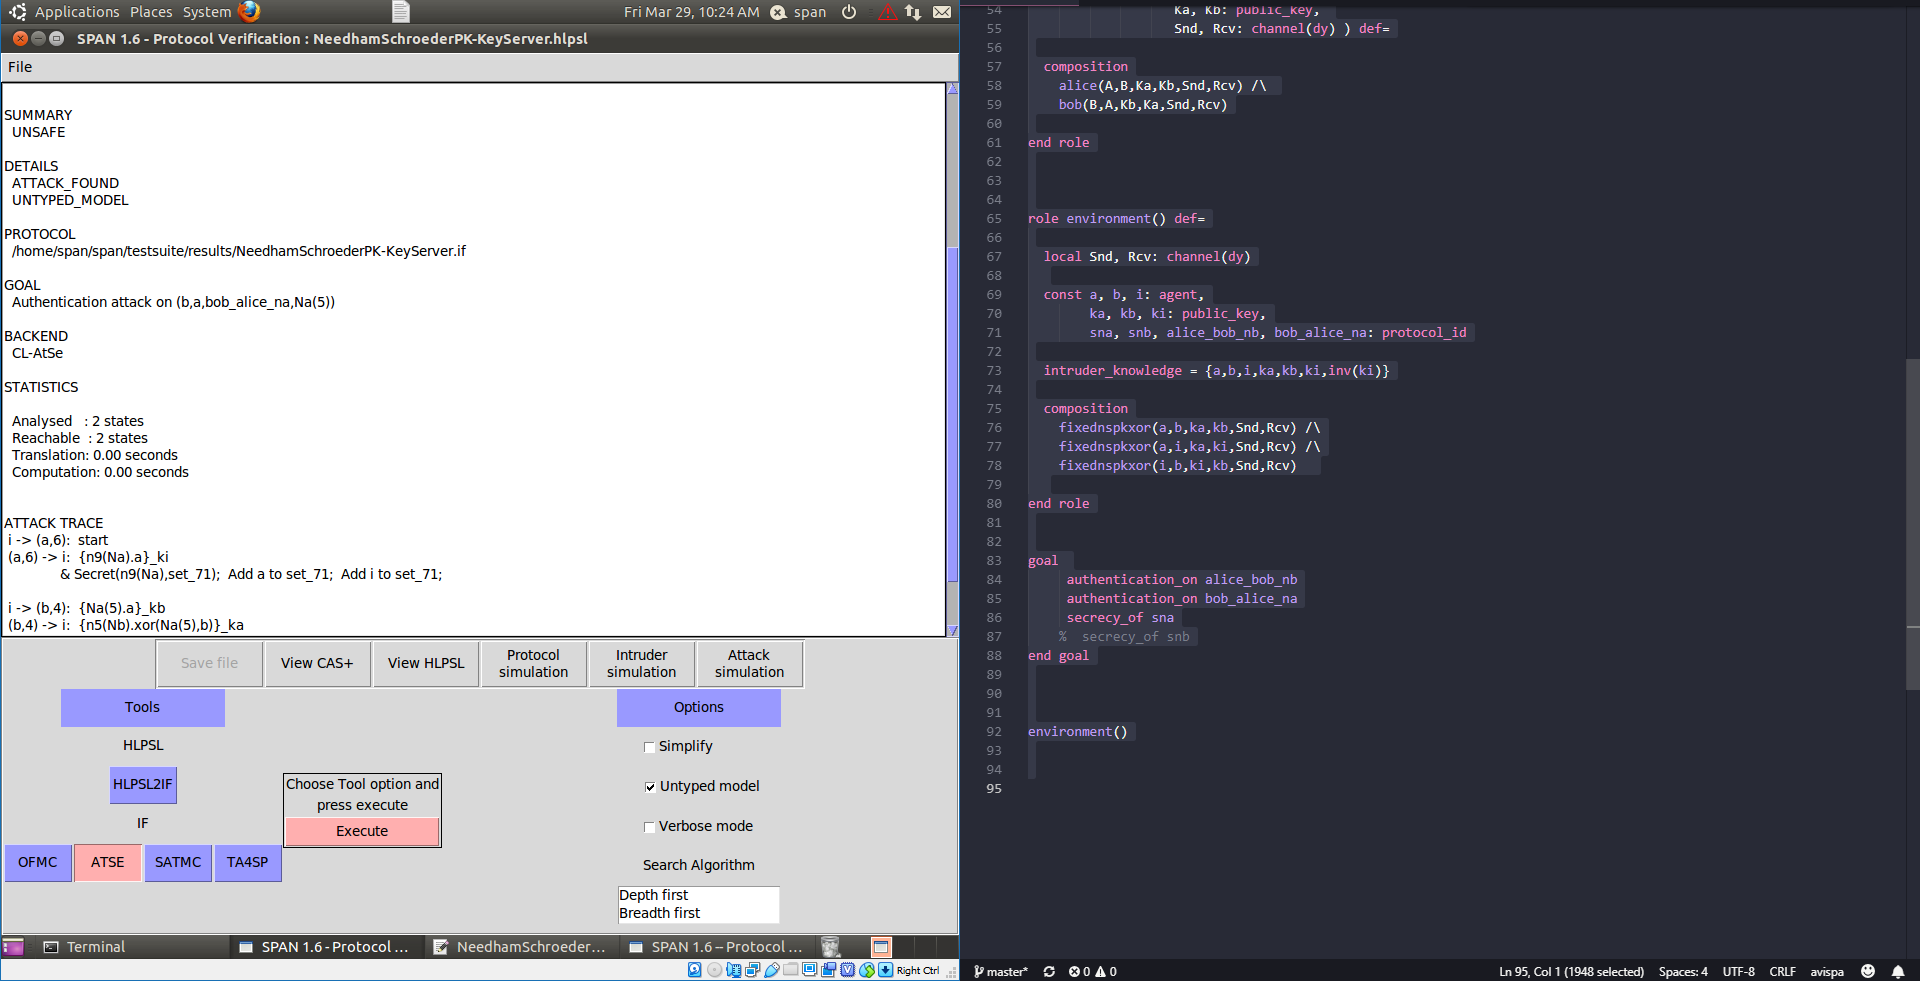 Applications Places System
Fri Mar 29, 10:24 AM span
SPAN 1.6 - Protocol Verification : NeedhamSchroederPK-KeyServer.hlpsl
File
SUMMARY
UNSAFE
DETAILS
ATTACK_FOUND
UNTYPED_MODEL
PROTOCOL
/home/span/span/testsuite/results/NeedhamSchroederPK-KeyServer.if
GOAL
Authentication attack on (b,a,bob_alice_na,Na(5))
BACKEND
CL-AtSe
STATISTICS
Analysed : 2 states
Reachable : 2 states
Translation: 0.00 seconds
Computation: 0.00 seconds
ATTACK TRACE
i -> (a,6): start
(a,6) -> i: {n9(Na).a}_ki
& Secret(n9(Na),set_71); Add a to set_71; Add i to set_71;
i -> (b,4): {Na(5).a}_kb
(b,4) -> i: {n5(Nb).xor(Na(5),b)}_ka
Save file
View CAS+
View HLPSL
Protocol simulation
Intruder simulation
Attack simulation
Tools
HLPSL
HLPSL2IF
IF
OFMC
ATSE
SATMC
TA4SP
Choose Tool option and
press execute
Execute
Options
Simplify
Untyped model
Verbose mode
Search Algorithm
Depth first
Breadth first
Terminal
SPAN 1.6 - Protocol ...
NeedhamSchroeder...
SPAN 1.6 -- Protocol ...
Right Ctrl
54 Ka, Kb: public_key,
55 Snd, Rcv: channel(dy) ) def=
56
57 composition
58 alice(A,B,Ka,Kb,Snd,Rcv) /\
59 bob(B,A,Kb,Ka,Snd,Rcv)
60
61 end role
62
63
64
65 role environment() def=
66
67 local Snd, Rcv: channel(dy)
68
69 const a, b, i: agent,
70 ka, kb, ki: public_key,
71 sna, snb, alice_bob_nb, bob_alice_na: protocol_id
72
73 intruder_knowledge = {a,b,i,ka,kb,ki,inv(ki)}
74
75 composition
76 fixednspkxor(a,b,ka,kb,Snd,Rcv) /\
77 fixednspkxor(a,i,ka,ki,Snd,Rcv) /\
78 fixednspkxor(i,b,ki,kb,Snd,Rcv)
79
80 end role
81
82
83 goal
84 authentication_on alice_bob_nb
85 authentication_on bob_alice_na
86 secrecy_of sna
87 % secrecy_of snb
88 end goal
89
90
91
92 environment()
93
94
95
master* 0 0
Ln 95, Col 1 (1948 selected) Spaces: 4 UTF-8 CRLF avispa